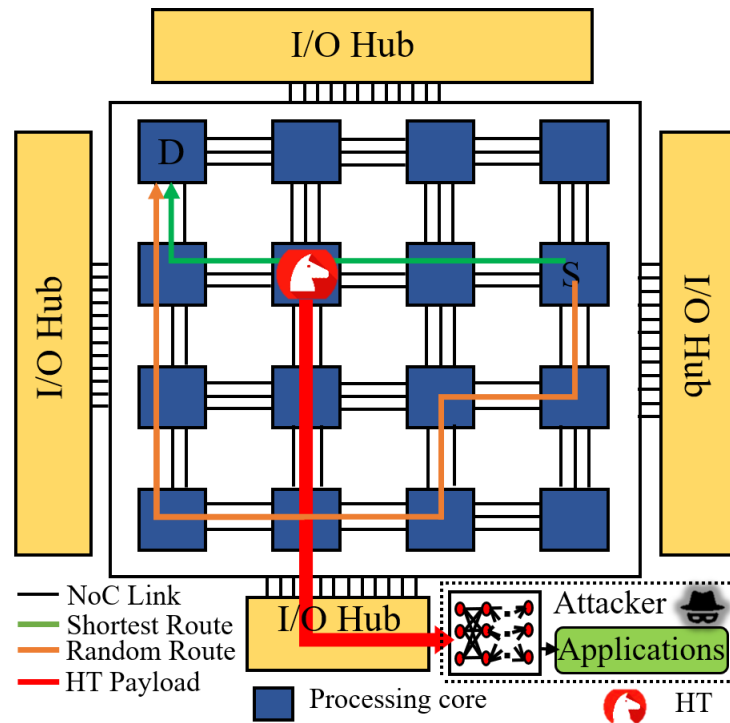 I/O Hub
D
I/O Hub
S
I/O Hub
I/O Hub
NoC Link
Shortest Route
Random Route
HT Payload
Attacker
Applications
Processing core
HT